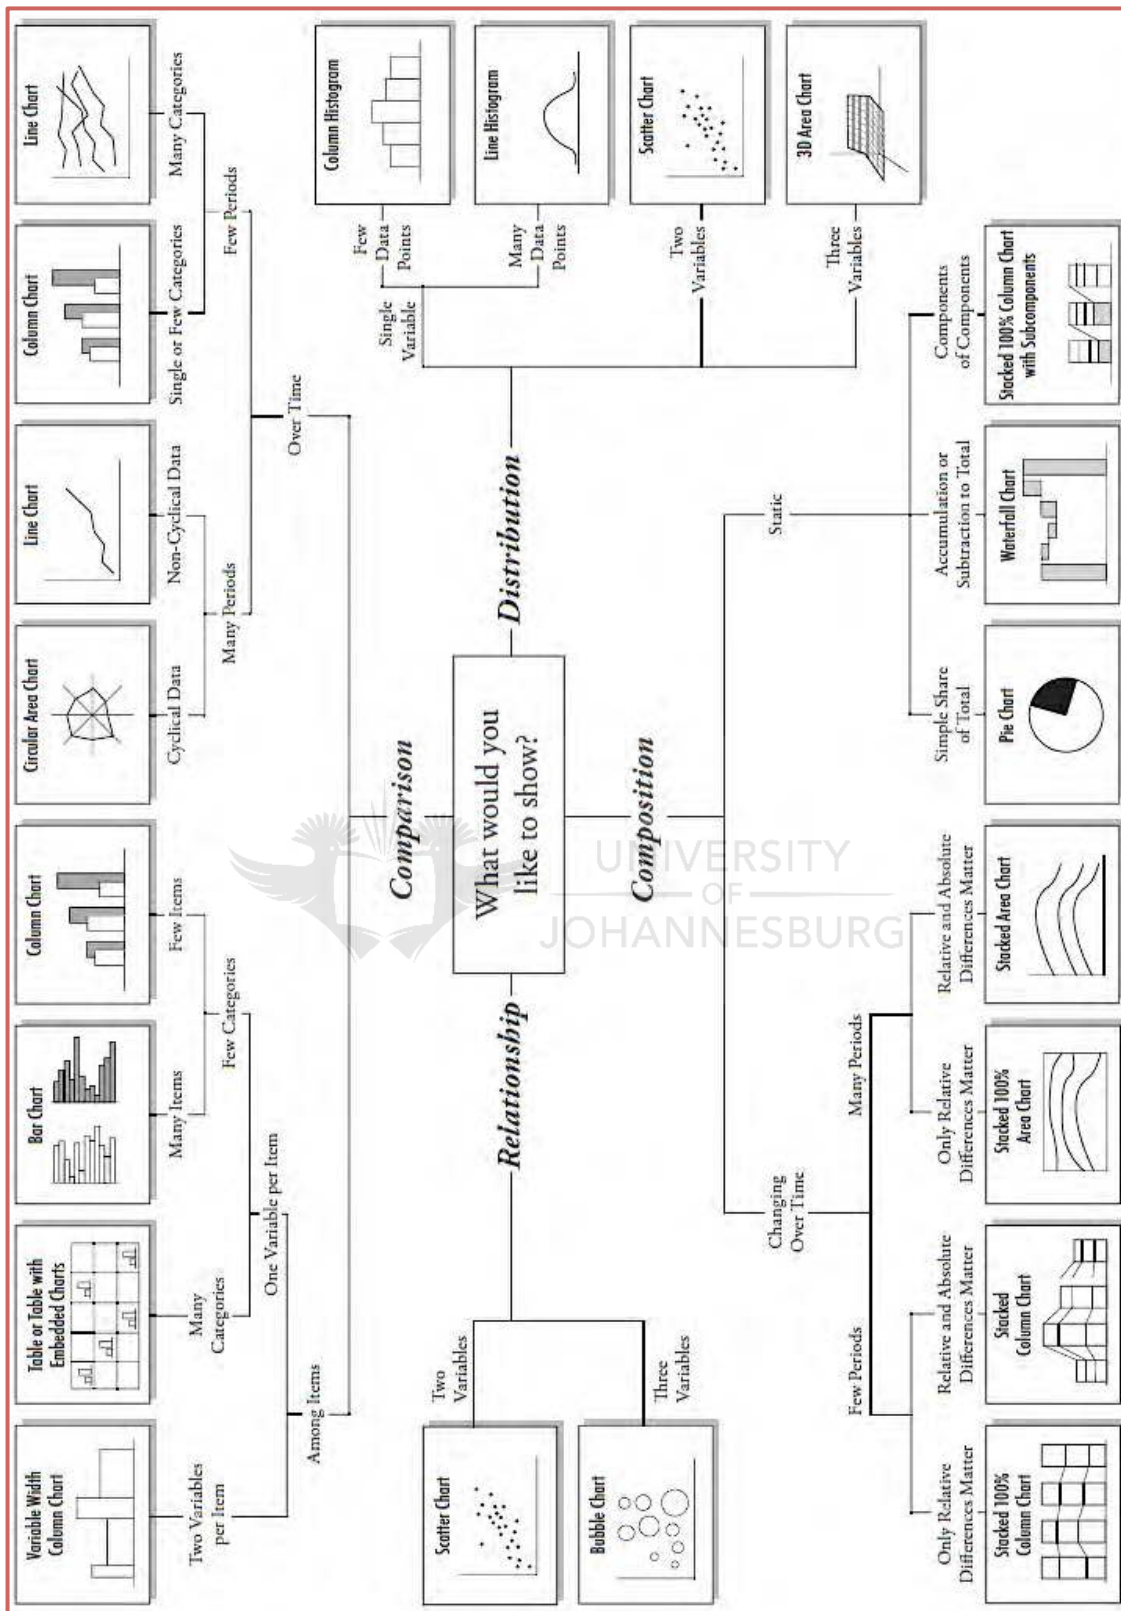 Variable Width
Column Chart
Table or Table with
Embedded Charts
Bar Chart
Column Chart
Circular Area Chart
Line Chart
Column Chart
Line Chart
Two Variables
per Item
Many
Categories
Many Items
Few Items
Cyclical Data
Non-Cyclical Data
Single or Few Categories
Many Categories
Few Categories
Many Periods
Few Periods
One Variable per Item
Among Items
Over Time
Comparison
What would you
like to show?
Relationship
Two
Variables
Scatter Chart
Three
Variables
Bubble Chart
Distribution
Single
Variable
Few
Data
Points
Column Histogram
Many
Data
Points
Line Histogram
Two
Variables
Scatter Chart
Three
Variables
3D Area Chart
Composition
Changing
Over Time
Static
Few Periods
Many Periods
Only Relative
Differences Matter
Relative and Absolute
Differences Matter
Only Relative
Differences Matter
Relative and Absolute
Differences Matter
Simple Share
of Total
Accumulation or
Subtraction to Total
Components
of Components
Stacked 100%
Column Chart
Stacked
Column Chart
Stacked 100%
Area Chart
Stacked Area Chart
Pie Chart
Waterfall Chart
Stacked 100% Column Chart
with Subcomponents
UNIVERSITY
OF
JOHANNESBURG